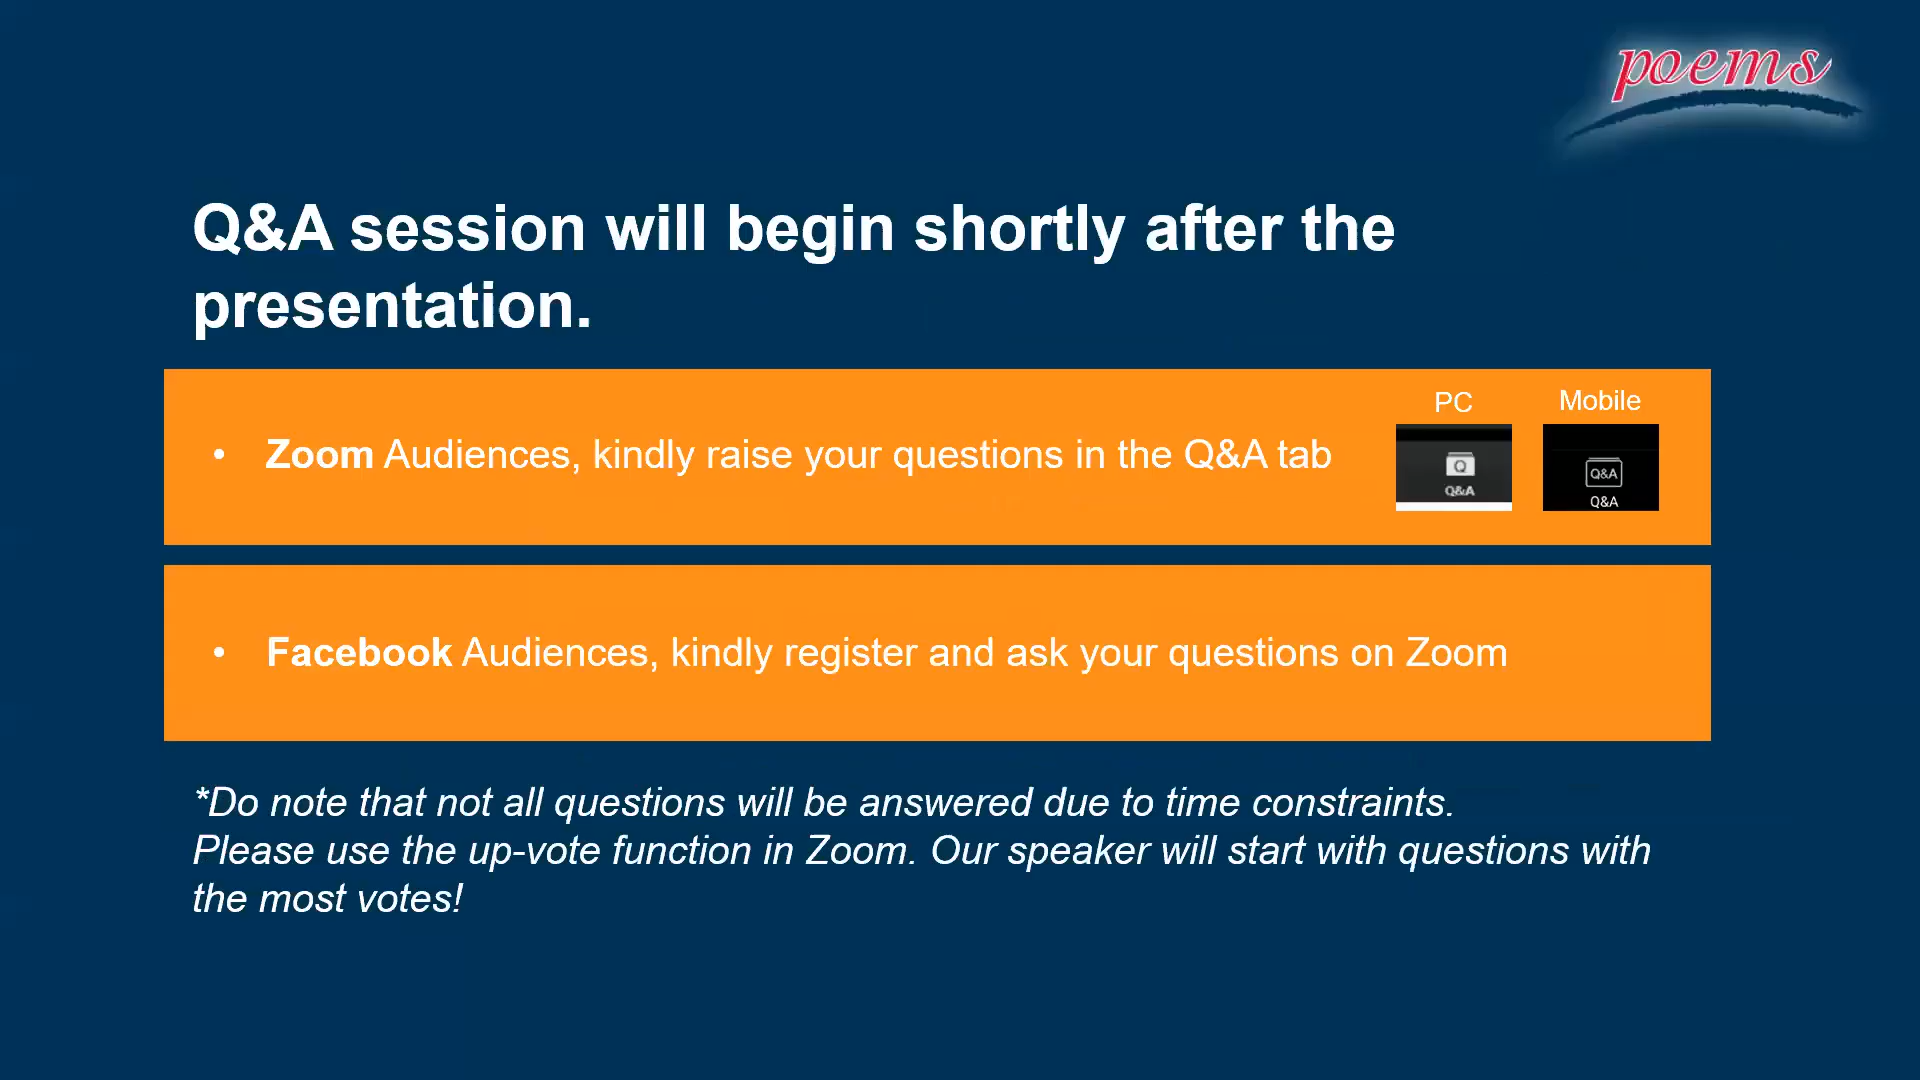 poems
Q&A session will begin shortly after the
presentation.
PC
Mobile
• Zoom Audiences, kindly raise your questions in the Q&A tab
Q
Q&A
Q&A
Q&A
• Facebook Audiences, kindly register and ask your questions on Zoom
*Do note that not all questions will be answered due to time constraints.
Please use the up-vote function in Zoom. Our speaker will start with questions with
the most votes!